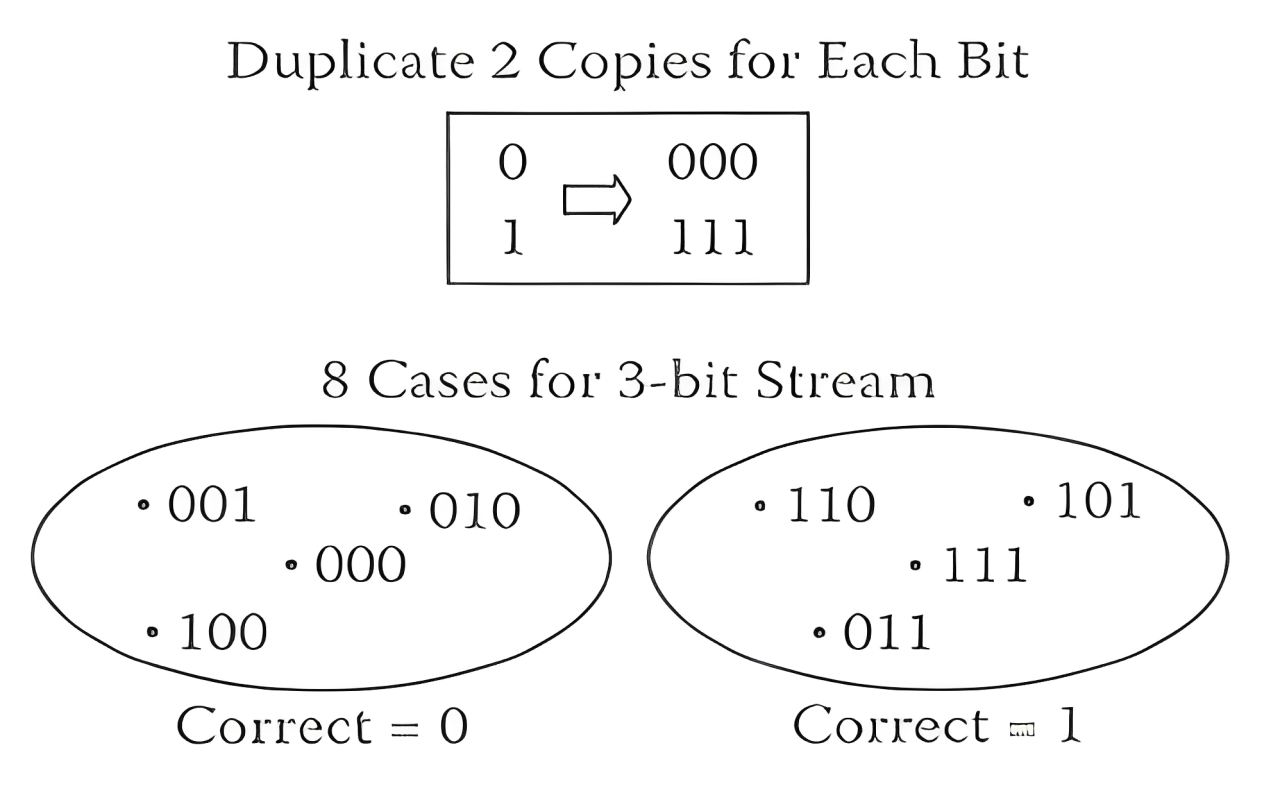 Duplicate 2 Copies for Each Bit
0 000
1 111
8 Cases for 3-bit Stream
001 010 110 101
000 111
100 011
Correct = 0 Correct = 1